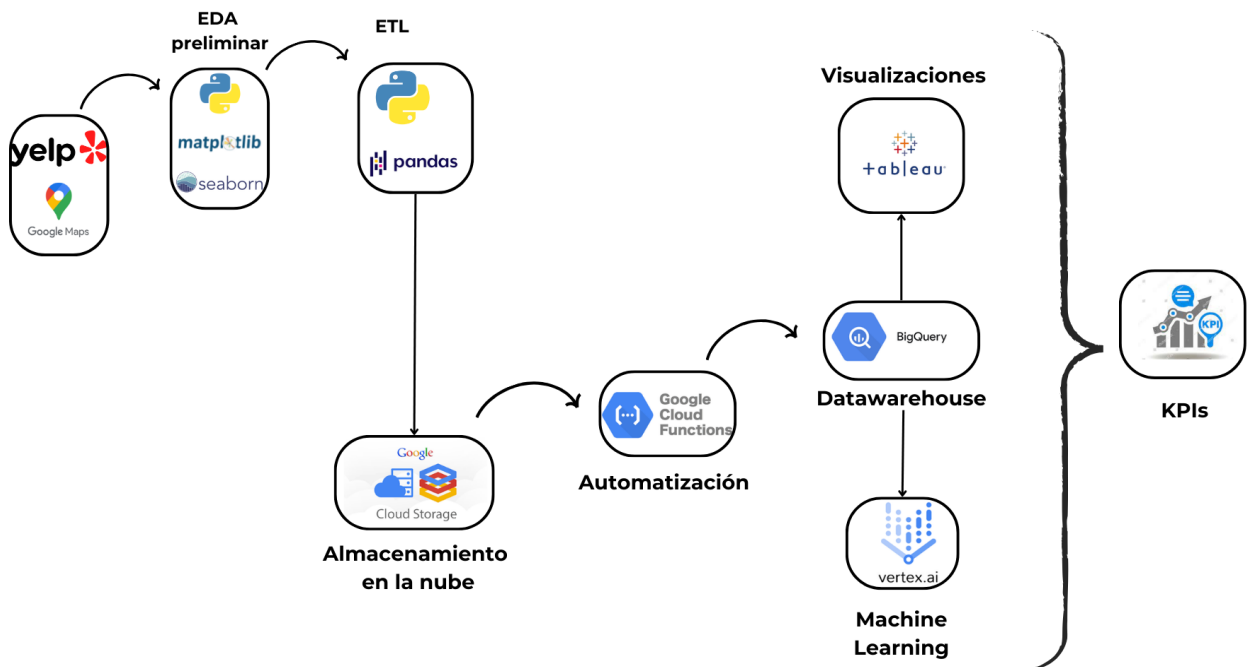 EDA
preliminar
ETL
yelp
Google Maps
matplotlib
seaborn
pandas
Visualizaciones
+ableau
BigQuery
Datawarehouse
Google
Cloud
Functions
Automatización
Google
Cloud Storage
Almacenamiento
en la nube
vertex.ai
Machine
Learning
KPI
KPIs